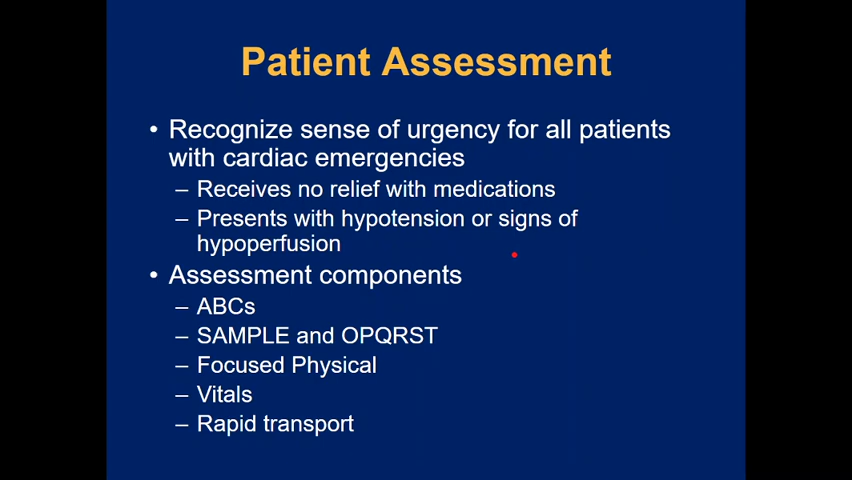 Patient Assessment
• Recognize sense of urgency for all patients
with cardiac emergencies
– Receives no relief with medications
– Presents with hypotension or signs of
hypoperfusion
• Assessment components
– ABCs
– SAMPLE and OPQRST
– Focused Physical
– Vitals
– Rapid transport